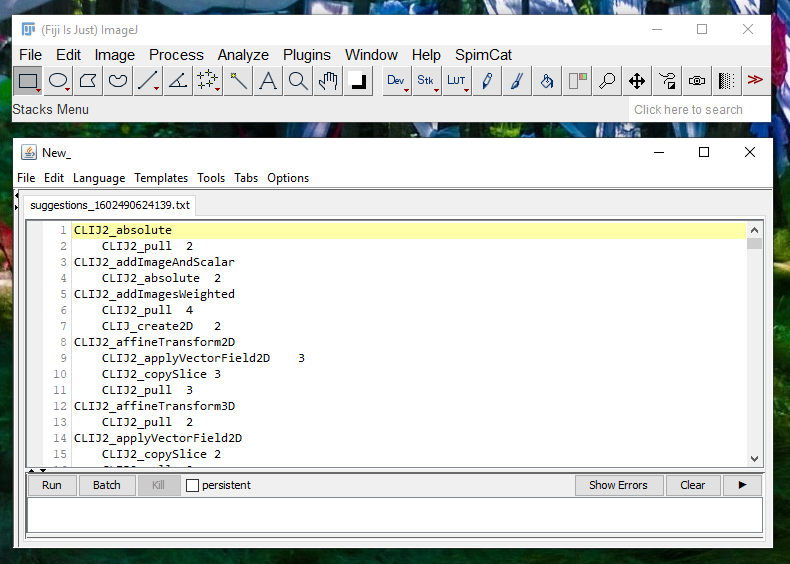 (Fiji Is Just) ImageJ
File Edit Image Process Analyze Plugins Window Help SpimCat
A Dev Stk LUT >>
Stacks Menu Click here to search
New_
File Edit Language Templates Tools Tabs Options
suggestions_1602490624139.txt
1 CLIJ2_absolute
2 CLIJ2_pull 2
3 CLIJ2_addImageAndScalar
4 CLIJ2_absolute 2
5 CLIJ2_addImagesWeighted
6 CLIJ2_pull 4
7 CLIJ_create2D 2
8 CLIJ2_affineTransform2D
9 CLIJ2_applyVectorField2D 3
10 CLIJ2_copySlice 3
11 CLIJ2_pull 3
12 CLIJ2_affineTransform3D
13 CLIJ2_pull 2
14 CLIJ2_applyVectorField2D
15 CLIJ2_copySlice 2
Run Batch Kill persistent Show Errors Clear